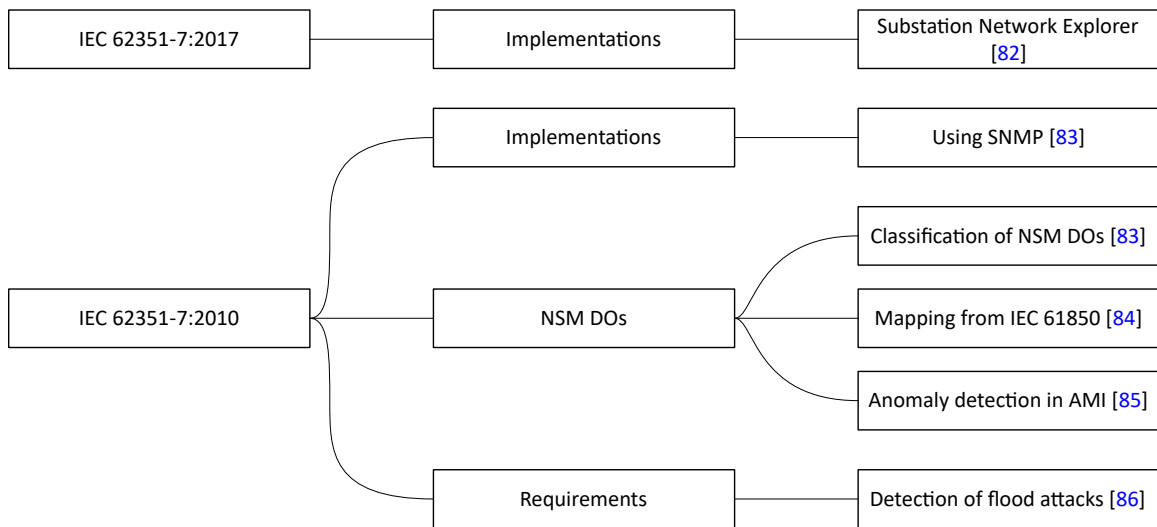 IEC 62351-7:2017
Implementations
Substation Network Explorer
[82]
Implementations
Using SNMP [83]
Classification of NSM DOs [83]
IEC 62351-7:2010
NSM DOs
Mapping from IEC 61850 [84]
Anomaly detection in AMI [85]
Requirements
Detection of flood attacks [86]